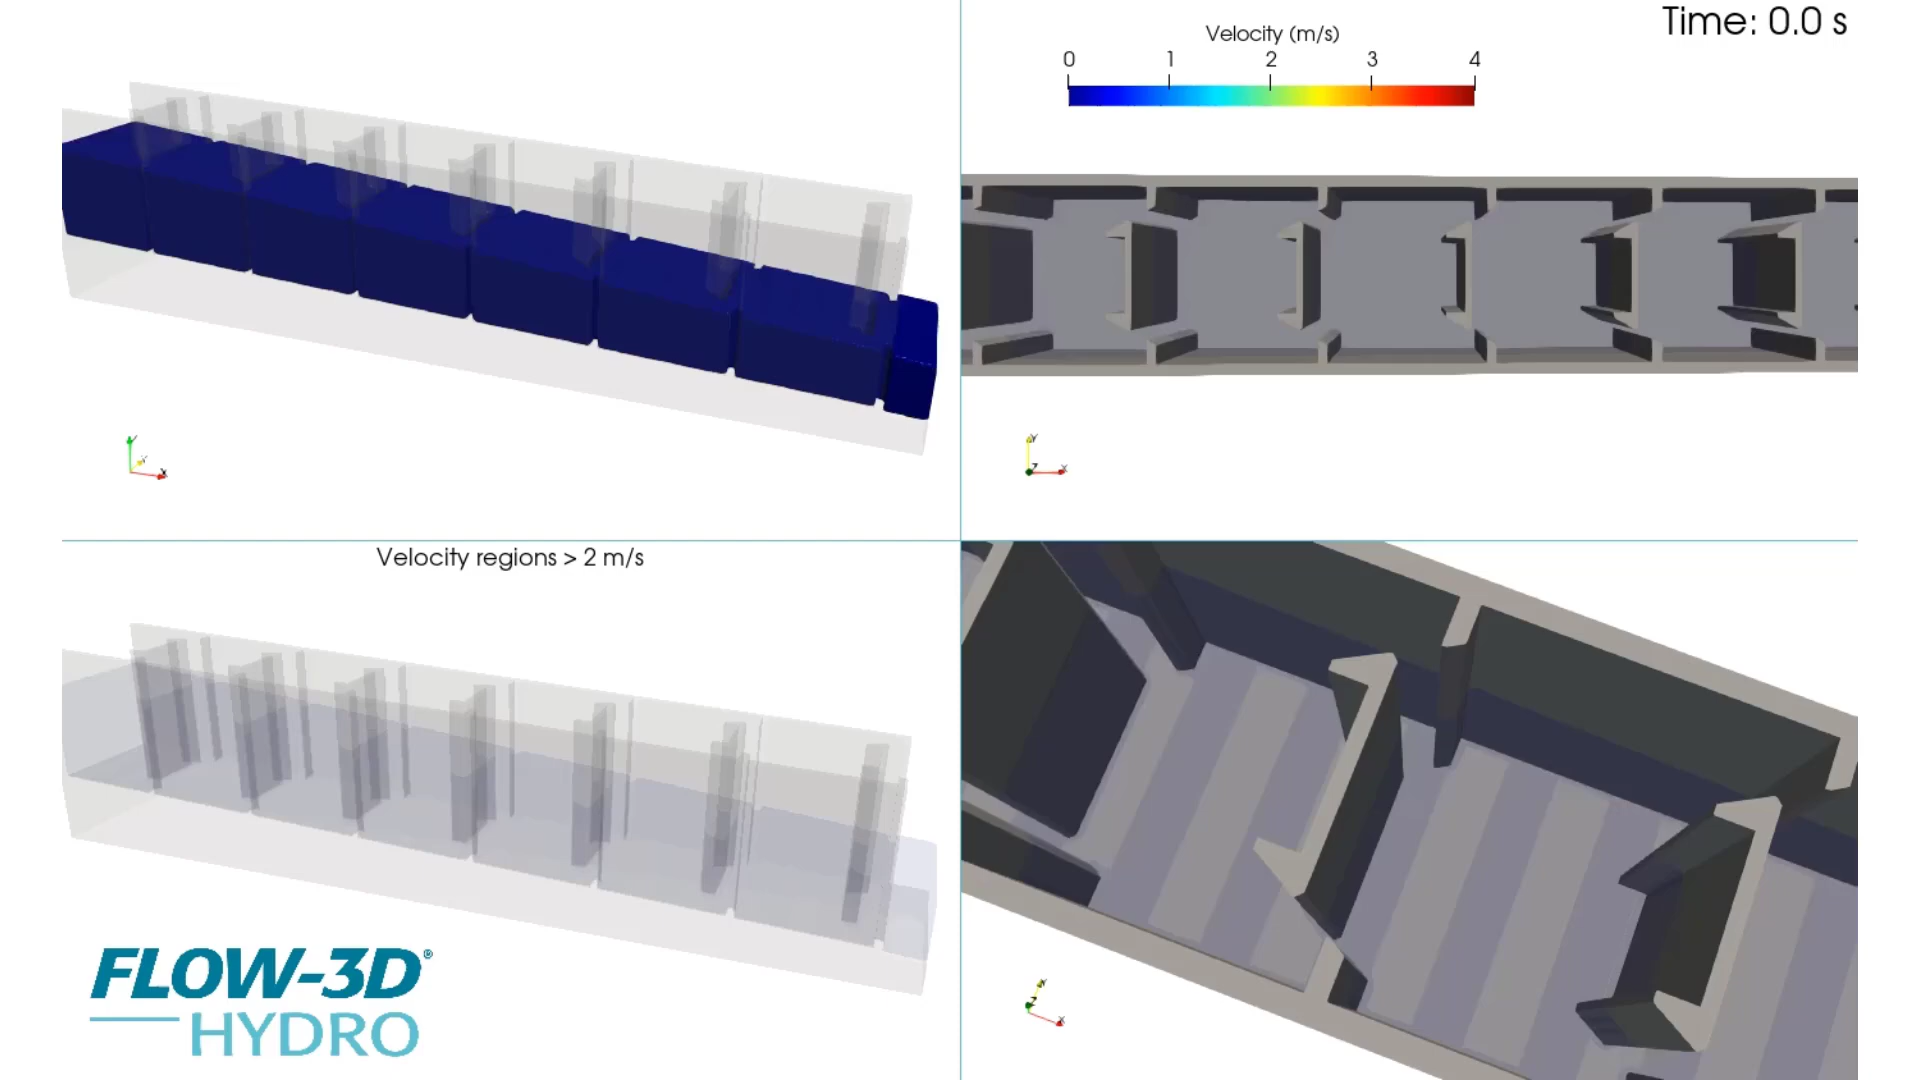 Time: 0.0 s
Velocity (m/s)
0 1 2 3 4
Y
Y
X
Y
Z
X
Velocity regions > 2 m/s
FLOW-3D®
HYDRO
Y
Z
X